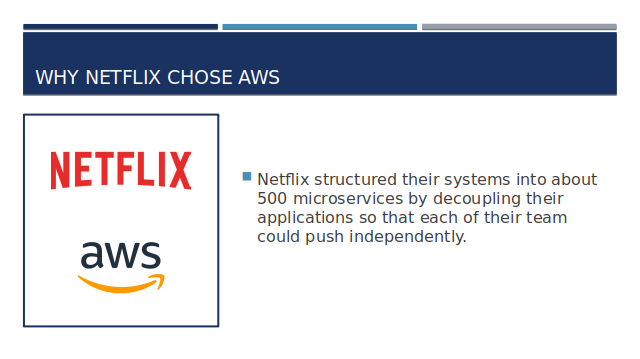 WHY NETFLIX CHOSE AWS
NETFLIX
aws
Netflix structured their systems into about
500 microservices by decoupling their
applications so that each of their team
could push independently.